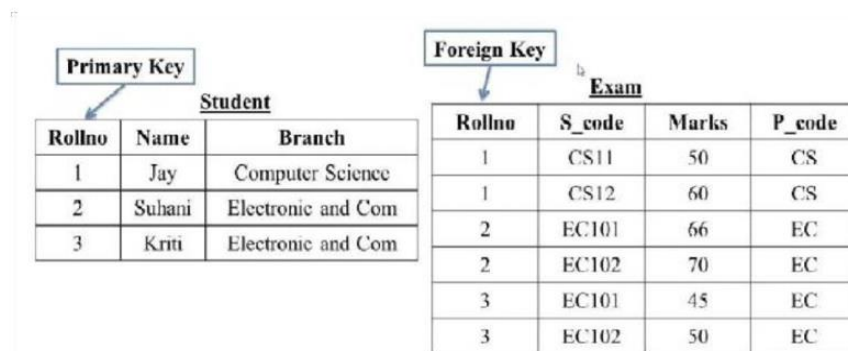 Primary Key
Student
Rollno Name Branch
1 Jay Computer Science
2 Suhani Electronic and Com
3 Kriti Electronic and Com
Foreign Key
Exam
Rollno S_code Marks P_code
1 CS11 50 CS
1 CS12 60 CS
2 EC101 66 EC
2 EC102 70 EC
3 EC101 45 EC
3 EC102 50 EC